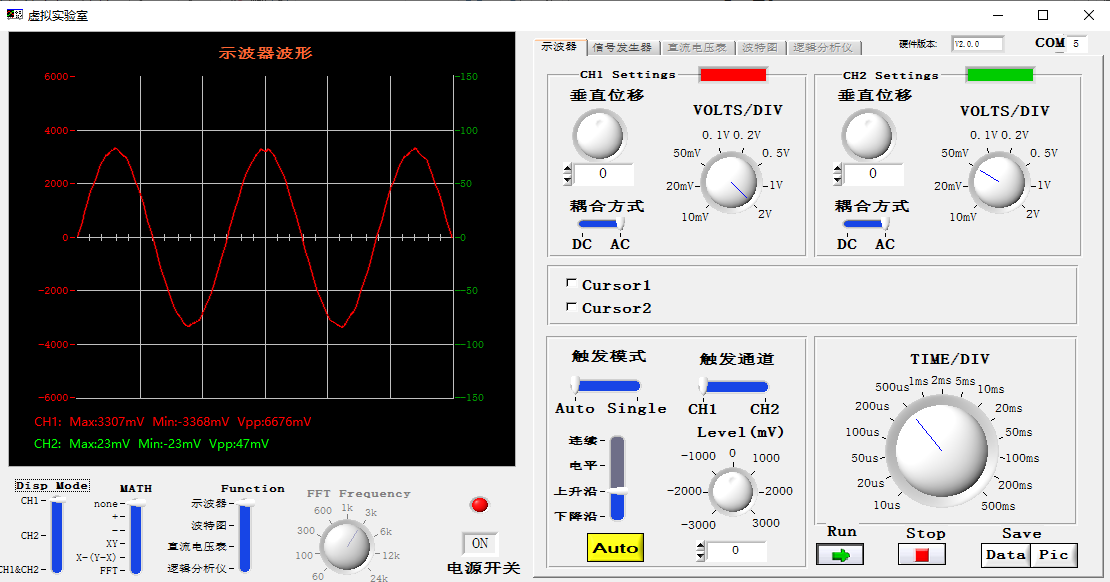 虚拟实验室
示波器波形
6000
4000
2000
0
-2000
-4000
-6000
150
100
50
0
-50
-100
-150
CH1: Max:3307mV Min:-3368mV Vpp:6676mV
CH2: Max:23mV Min:-23mV Vpp:47mV
Disp Mode
CH1
CH2
CH1&CH2
MATH
none
+
-
XY
X-(Y-X)
FFT
Function
示波器
波特图
直流电压表
逻辑分析仪
FFT Frequency
600 1k 3k
300 6k
100 12k
60 24k
ON
电源开关
示波器 信号发生器 直流电压表 波特图 逻辑分析仪
硬件版本: V2.0.0 COM 5
CH1 Settings
垂直位移
0
耦合方式
DC AC
VOLTS/DIV
0.1V 0.2V
50mV 0.5V
20mV 1V
10mV 2V
CH2 Settings
垂直位移
0
耦合方式
DC AC
VOLTS/DIV
0.1V 0.2V
50mV 0.5V
20mV 1V
10mV 2V
Cursor1
Cursor2
触发模式
Auto Single
触发通道
CH1 CH2
连续
电平
上升沿
下降沿
Auto
Level(mV)
-1000 0 1000
-2000 2000
-3000 3000
0
TIME/DIV
500us 1ms 2ms 5ms 10ms
200us 20ms
100us 50ms
50us 100ms
20us 200ms
10us 500ms
Run
Stop
Save
Data Pic